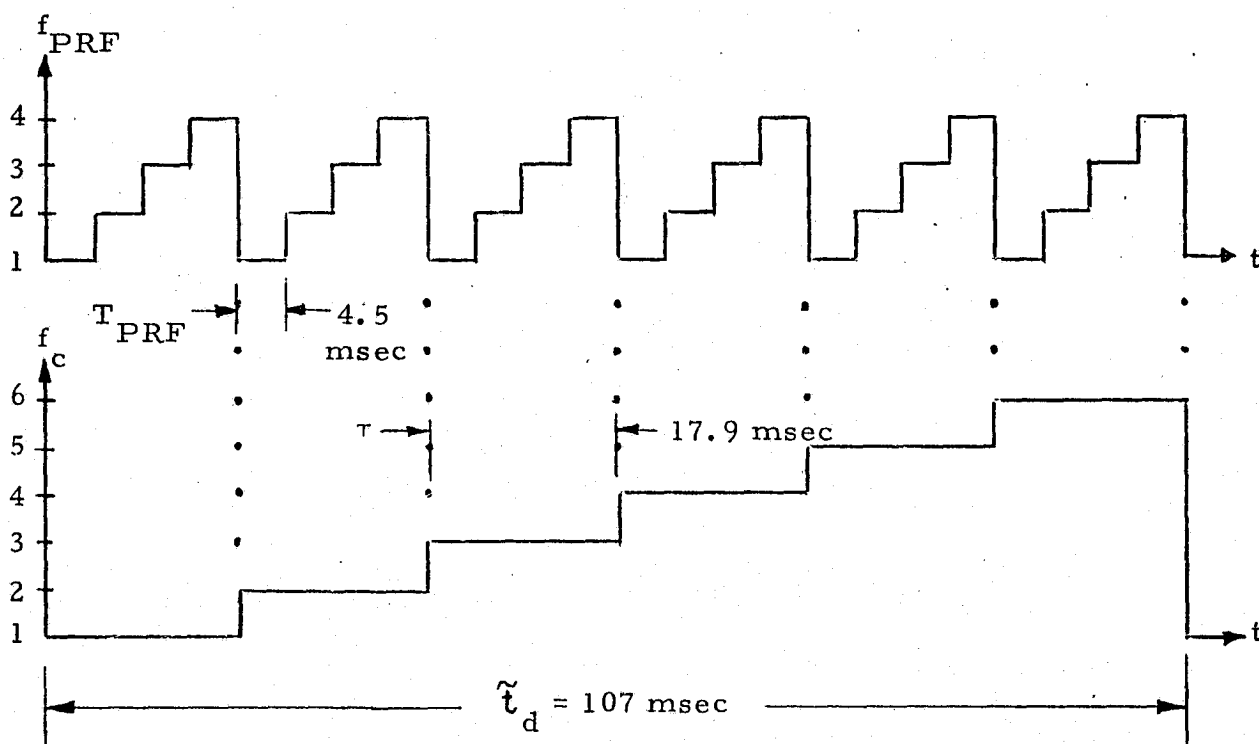 f PRF
4
3
2
1
t
T PRF
4.5
msec
f c
6
5
4
3
2
1
τ
17.9 msec
t
t̃ d = 107 msec